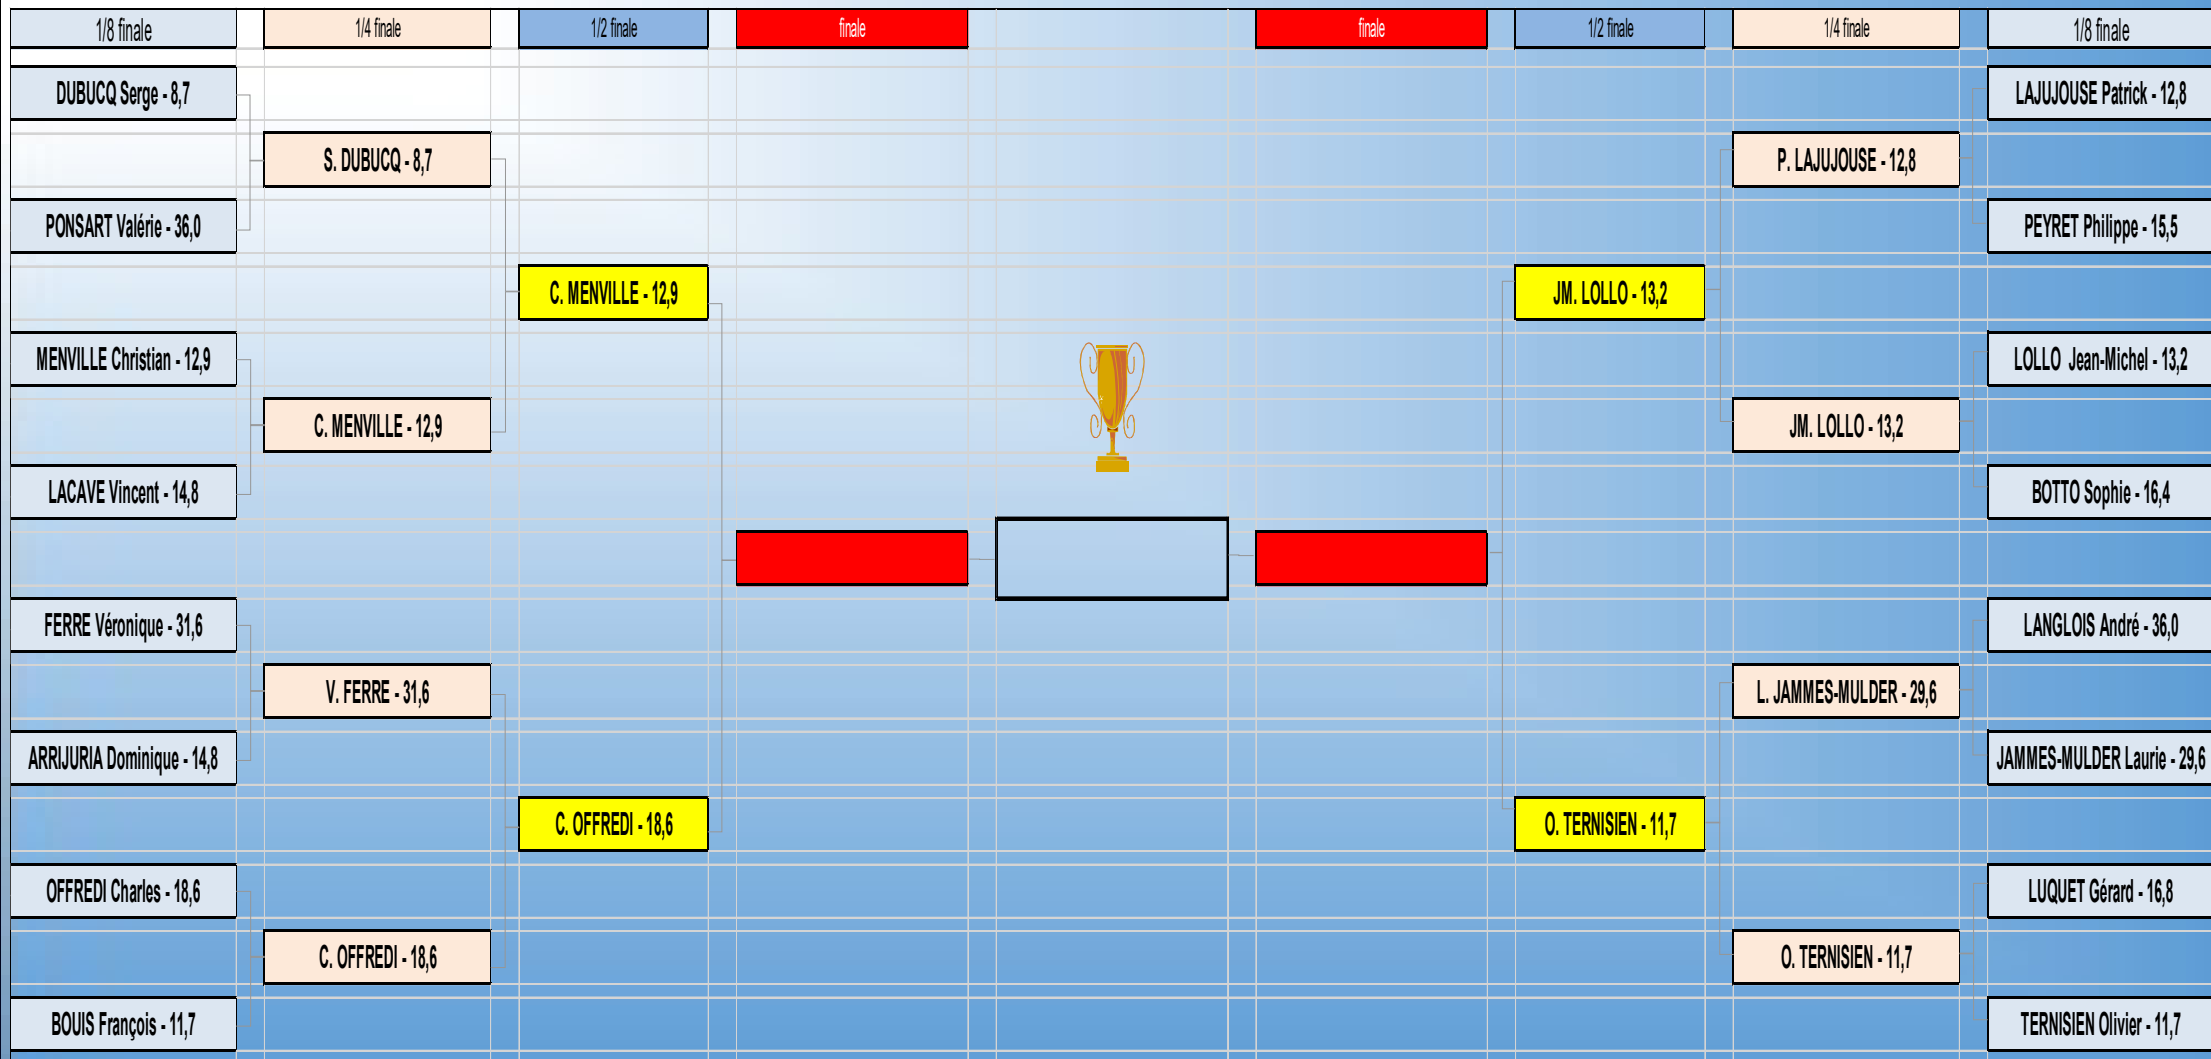 1/8 finale
1/4 finale
1/2 finale
finale
finale
1/2 finale
1/4 finale
1/8 finale
DUBUCQ Serge - 8,7
LAJUJOUSE Patrick - 12,8
S. DUBUCQ - 8,7
P. LAJUJOUSE - 12,8
PONSART Valérie - 36,0
PEYRET Philippe - 15,5
C. MENVILLE - 12,9
JM. LOLLO - 13,2
MENVILLE Christian - 12,9
LOLLO Jean-Michel - 13,2
C. MENVILLE - 12,9
JM. LOLLO - 13,2
LACAVE Vincent - 14,8
BOTTO Sophie - 16,4
FERRE Véronique - 31,6
LANGLOIS André - 36,0
V. FERRE - 31,6
L. JAMMES-MULDER - 29,6
ARRIJURIA Dominique - 14,8
JAMMES-MULDER Laurie - 29,6
C. OFFREDI - 18,6
O. TERNISIEN - 11,7
OFFREDI Charles - 18,6
LUQUET Gérard - 16,8
C. OFFREDI - 18,6
O. TERNISIEN - 11,7
BOUIS François - 11,7
TERNISIEN Olivier - 11,7